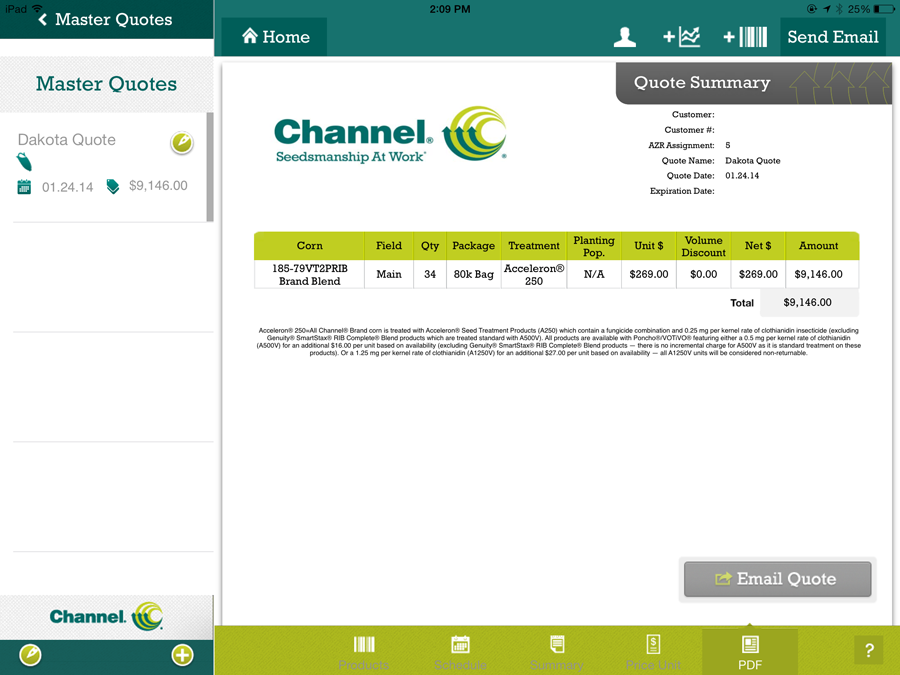 iPad
2:09 PM
25%
Master Quotes
Home
Send Email
Master Quotes
Dakota Quote
01.24.14
$9,146.00
Quote Summary
Channel®
Seedsmanship At Work®
Customer:
Customer #:
AZR Assignment: 5
Quote Name: Dakota Quote
Quote Date: 01.24.14
Expiration Date:
Corn Field Qty Package Treatment Planting Pop. Unit $ Volume Discount Net $ Amount
185-79VT2PRIB Brand Blend Main 34 80k Bag Acceleron® 250 N/A $269.00 $0.00 $269.00 $9,146.00
Total $9,146.00
Acceleron® 250=All Channel® Brand corn is treated with Acceleron® Seed Treatment Products (A250) which contain a fungicide combination and 0.25 mg per kernel rate of clothianidin insecticide (excluding
Genuity® SmartStax® RIB Complete® Blend products which are treated standard with A500V). All products are available with Poncho®/VOTiVO® featuring either a 0.5 mg per kernel rate of clothianidin
(A500V) for an additional $16.00 per unit based on availability (excluding Genuity® SmartStax® RIB Complete® Blend products — there is no incremental charge for A500V as it is standard treatment on these
products). Or a 1.25 mg per kernel rate of clothianidin (A1250V) for an additional $27.00 per unit based on availability — all A1250V units will be considered non-returnable.
Email Quote
Channel.
Products
Schedule
Summary
Price Unit
PDF
?